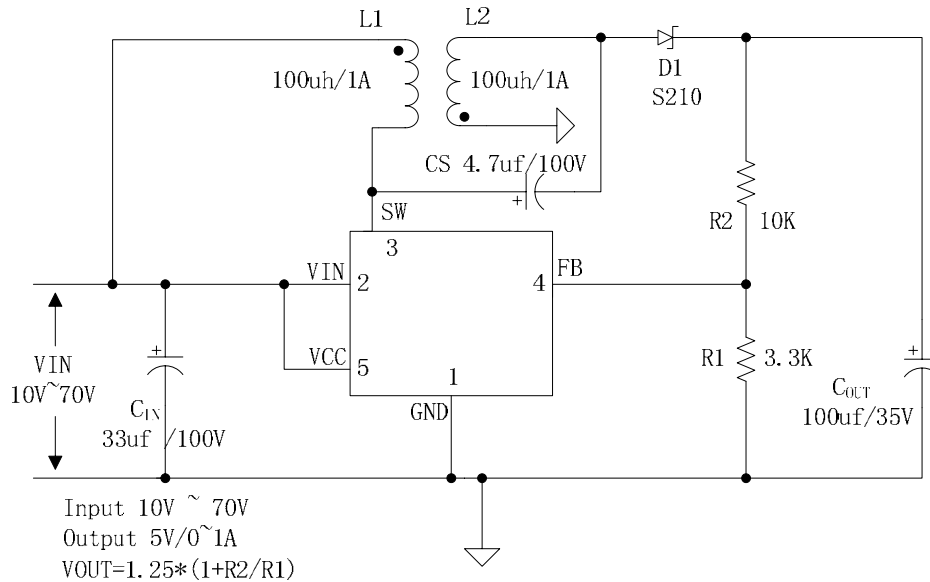 L1
L2
100uh/1A
100uh/1A
D1
S210
CS 4.7uf/100V
+
SW
3
R2 10K
VIN
2
4
FB
VCC
5
1
GND
R1
3.3K
+
+
VIN
10V~70V
CIN
33uf /100V
COUT
100uf/35V
Input 10V ~ 70V
Output 5V/0~1A
VOUT=1.25*(1+R2/R1)